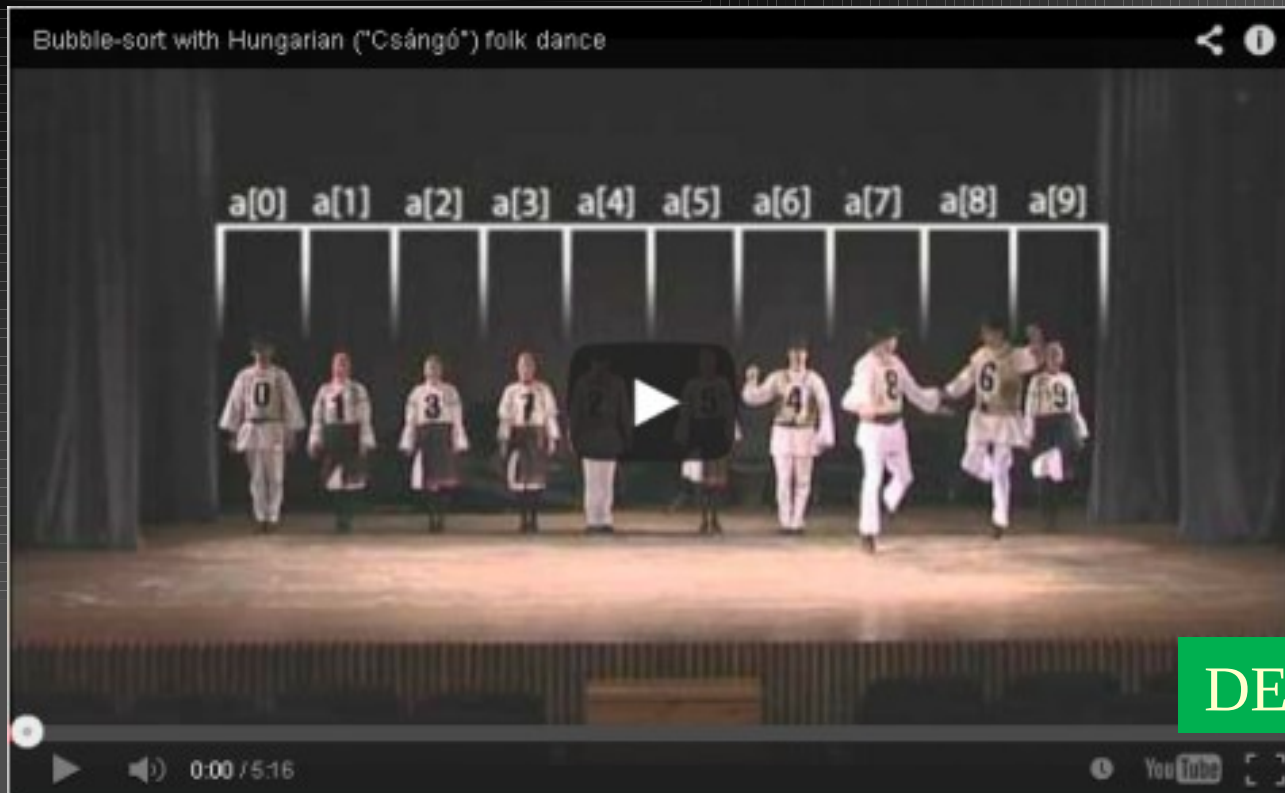 Bubble-sort with Hungarian ("Csángó") folk dance
a[0] a[1] a[2] a[3] a[4] a[5] a[6] a[7] a[8] a[9]
0 1 3 7 2 5 4 8 6 9
DE
0:00 / 5:16
YouTube